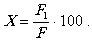 X = F₁/F · 100 .